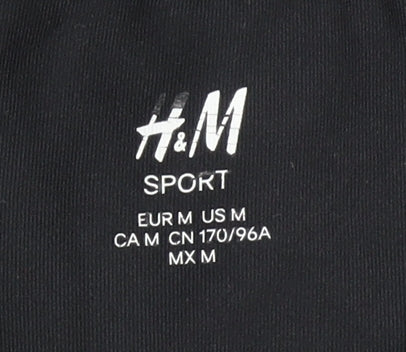 H&M
SPORT
EUR M US M
CA M CN 170/96A
MX M